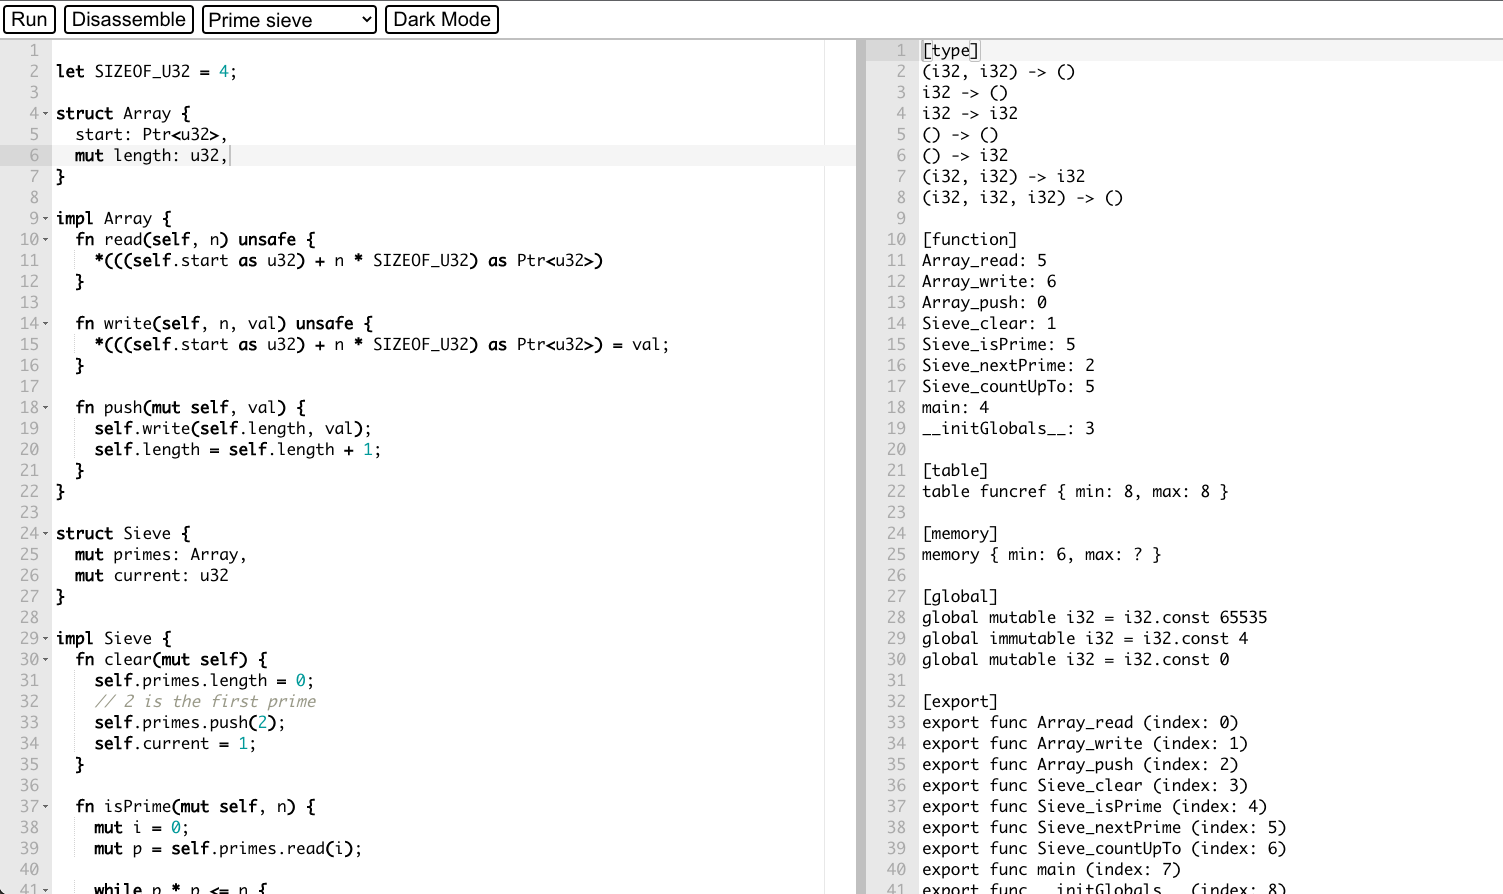 Run Disassemble Prime sieve Dark Mode
1
2 let SIZEOF_U32 = 4;
3
4 struct Array {
5   start: Ptr<u32>,
6   mut length: u32,
7 }
8
9 impl Array {
10   fn read(self, n) unsafe {
11     *(((self.start as u32) + n * SIZEOF_U32) as Ptr<u32>)
12   }
13
14   fn write(self, n, val) unsafe {
15     *(((self.start as u32) + n * SIZEOF_U32) as Ptr<u32>) = val;
16   }
17
18   fn push(mut self, val) {
19     self.write(self.length, val);
20     self.length = self.length + 1;
21   }
22 }
23
24 struct Sieve {
25   mut primes: Array,
26   mut current: u32
27 }
28
29 impl Sieve {
30   fn clear(mut self) {
31     self.primes.length = 0;
32     // 2 is the first prime
33     self.primes.push(2);
34     self.current = 1;
35   }
36
37   fn isPrime(mut self, n) {
38     mut i = 0;
39     mut p = self.primes.read(i);
40
41     while p * p <= n {
1 [type]
2 (i32, i32) -> ()
3 i32 -> ()
4 i32 -> i32
5 () -> ()
6 () -> i32
7 (i32, i32) -> i32
8 (i32, i32, i32) -> ()
9
10 [function]
11 Array_read: 5
12 Array_write: 6
13 Array_push: 0
14 Sieve_clear: 1
15 Sieve_isPrime: 5
16 Sieve_nextPrime: 2
17 Sieve_countUpTo: 5
18 main: 4
19 __initGlobals__: 3
20
21 [table]
22 table funcref { min: 8, max: 8 }
23
24 [memory]
25 memory { min: 6, max: ? }
26
27 [global]
28 global mutable i32 = i32.const 65535
29 global immutable i32 = i32.const 4
30 global mutable i32 = i32.const 0
31
32 [export]
33 export func Array_read (index: 0)
34 export func Array_write (index: 1)
35 export func Array_push (index: 2)
36 export func Sieve_clear (index: 3)
37 export func Sieve_isPrime (index: 4)
38 export func Sieve_nextPrime (index: 5)
39 export func Sieve_countUpTo (index: 6)
40 export func main (index: 7)
41 export func __initGlobals__ (index: 8)